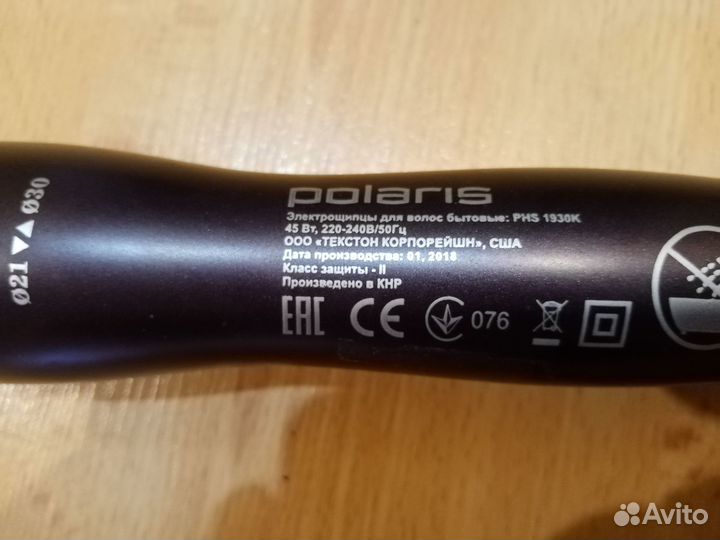 polaris
Электрощипцы для волос бытовые: PHS 1930K
45 Вт, 220-240В/50Гц
ООО «ТЕКСТОН КОРПОРЕЙШН», США
Дата производства: 01, 2018
Класс защиты - II
Произведено в КНР
EAC CE 076
ø21 ▼▲ ø30
Avito